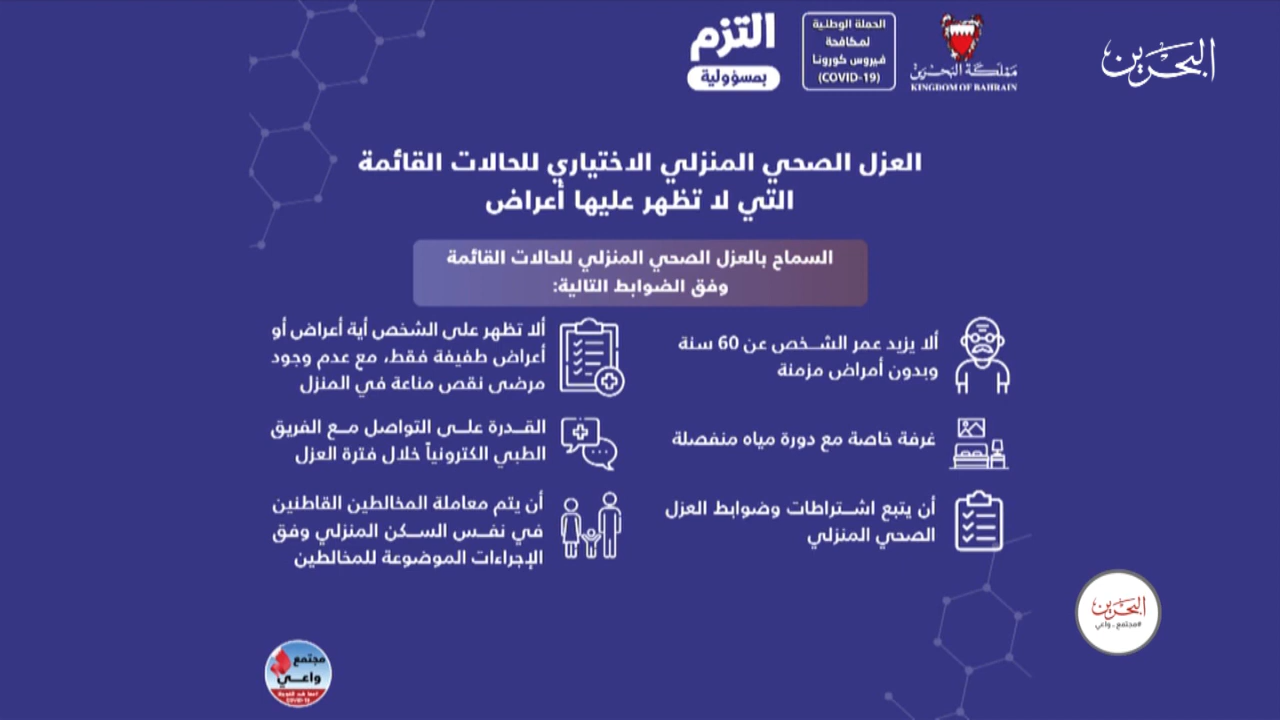 البحرين
مملكة البحرين
KINGDOM OF BAHRAIN
الحملة الوطنية
لمكافحة
فيروس كورونا
(COVID-19)
التزم
بمسؤولية
العزل الصحي المنزلي الاختياري للحالات القائمة
التي لا تظهر عليها أعراض
السماح بالعزل الصحي المنزلي للحالات القائمة
وفق الضوابط التالية:
ألا يزيد عمر الشخص عن 60 سنة
وبدون أمراض مزمنة
ألا تظهر على الشخص أية أعراض أو
أعراض طفيفة فقط، مع عدم وجود
مرضى نقص مناعة في المنزل
غرفة خاصة مع دورة مياه منفصلة
القدرة على التواصل مع الفريق
الطبي الكترونياً خلال فترة العزل
أن يتبع اشتراطات وضوابط العزل
الصحي المنزلي
أن يتم معاملة المخالطين القاطنين
في نفس السكن المنزلي وفق
الإجراءات الموضوعة للمخالطين
البحرين
#مجتمع_واعي
مجتمع
واعي
COVID-19